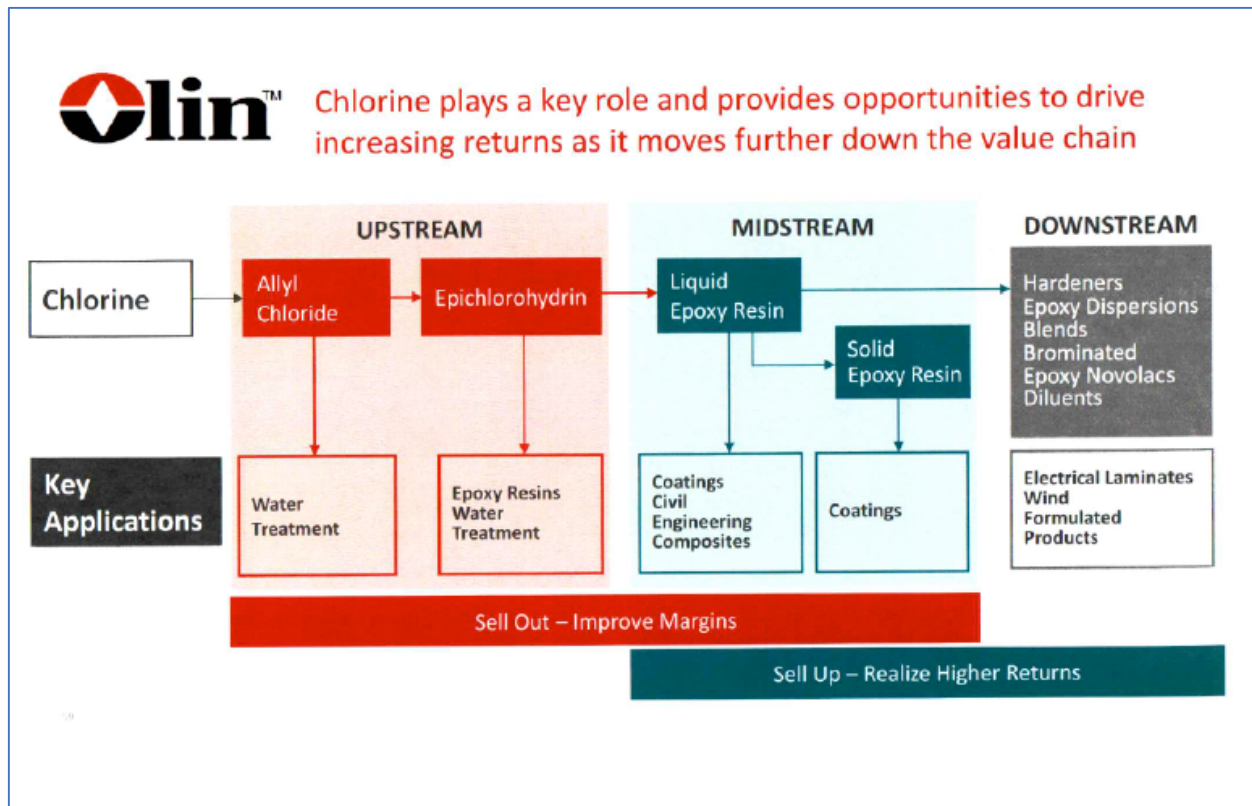 Olin™
Chlorine plays a key role and provides opportunities to drive
increasing returns as it moves further down the value chain
UPSTREAM
MIDSTREAM
DOWNSTREAM
Chlorine
Allyl
Chloride
Epichlorohydrin
Liquid
Epoxy Resin
Solid
Epoxy Resin
Hardeners
Epoxy Dispersions
Blends
Brominated
Epoxy Novolacs
Diluents
Key
Applications
Water
Treatment
Epoxy Resins
Water
Treatment
Coatings
Civil
Engineering
Composites
Coatings
Electrical Laminates
Wind
Formulated
Products
Sell Out – Improve Margins
Sell Up – Realize Higher Returns